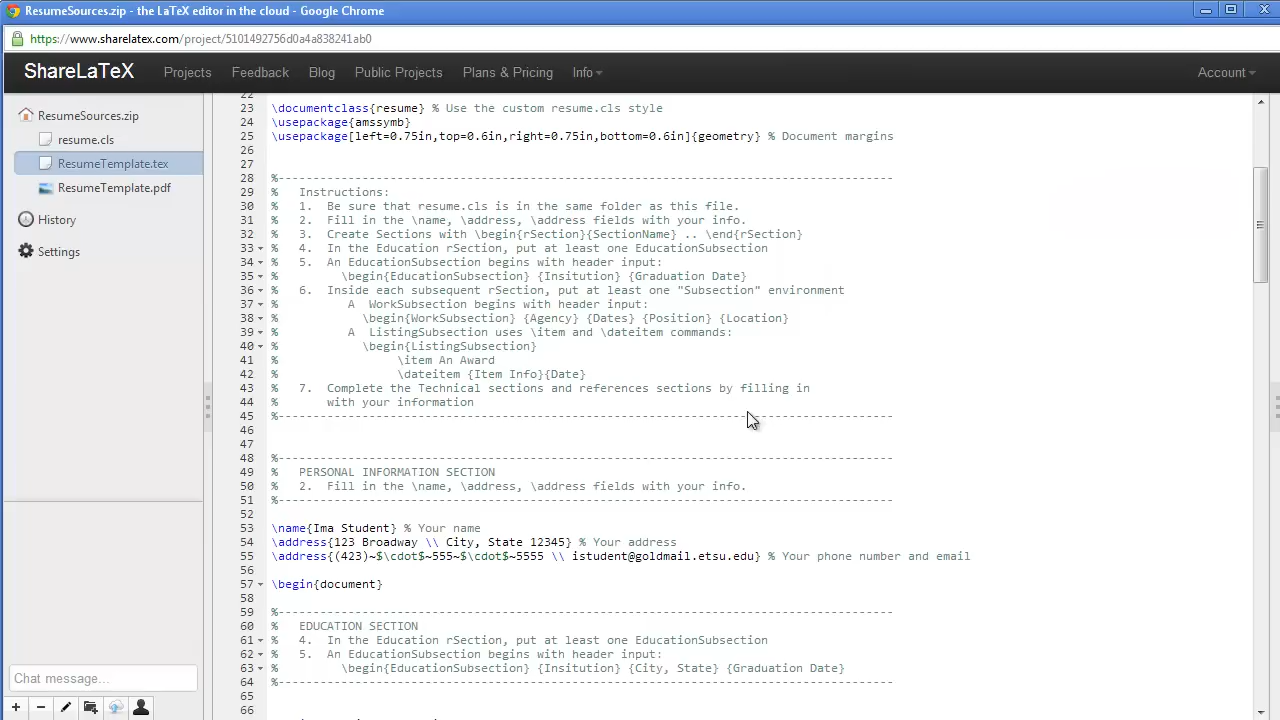 ResumeSources.zip - the LaTeX editor in the cloud - Google Chrome
https://www.sharelatex.com/project/5101492756d0a4a838241ab0
ShareLaTeX Projects Feedback Blog Public Projects Plans & Pricing Info Account
ResumeSources.zip
resume.cls
ResumeTemplate.tex
ResumeTemplate.pdf
History
Settings
Chat message...
22
23 \documentclass{resume} % Use the custom resume.cls style
24 \usepackage{amssymb}
25 \usepackage[left=0.75in,top=0.6in,right=0.75in,bottom=0.6in]{geometry} % Document margins
26
27
28 %----------------------------------------------------------------------------------------
29 %   Instructions:
30 %   1.  Be sure that resume.cls is in the same folder as this file.
31 %   2.  Fill in the \name, \address, \address fields with your info.
32 %   3.  Create Sections with \begin{rSection}{SectionName} .. \end{rSection}
33 %   4.  In the Education rSection, put at least one EducationSubsection
34 %   5.  An EducationSubsection begins with header input:
35 %         \begin{EducationSubsection} {Insitution} {Graduation Date}
36 %   6.  Inside each subsequent rSection, put at least one "Subsection" environment
37 %          A  WorkSubsection begins with header input:
38 %            \begin{WorkSubsection} {Agency} {Dates} {Position} {Location}
39 %          A  ListingSubsection uses \item and \dateitem commands:
40 %            \begin{ListingSubsection}
41 %                 \item An Award
42 %                 \dateitem {Item Info}{Date}
43 %   7.  Complete the Technical sections and references sections by filling in
44 %       with your information
45 %----------------------------------------------------------------------------------------
46
47
48 %----------------------------------------------------------------------------------------
49 %   PERSONAL INFORMATION SECTION
50 %   2.  Fill in the \name, \address, \address fields with your info.
51 %----------------------------------------------------------------------------------------
52
53 \name{Ima Student} % Your name
54 \address{123 Broadway \\ City, State 12345} % Your address
55 \address{(423)~$\cdot$~555~$\cdot$~5555 \\ istudent@goldmail.etsu.edu} % Your phone number and email
56
57 \begin{document}
58
59 %----------------------------------------------------------------------------------------
60 %   EDUCATION SECTION
61 %   4.  In the Education rSection, put at least one EducationSubsection
62 %   5.  An EducationSubsection begins with header input:
63 %         \begin{EducationSubsection} {Insitution} {City, State} {Graduation Date}
64 %----------------------------------------------------------------------------------------
65
66